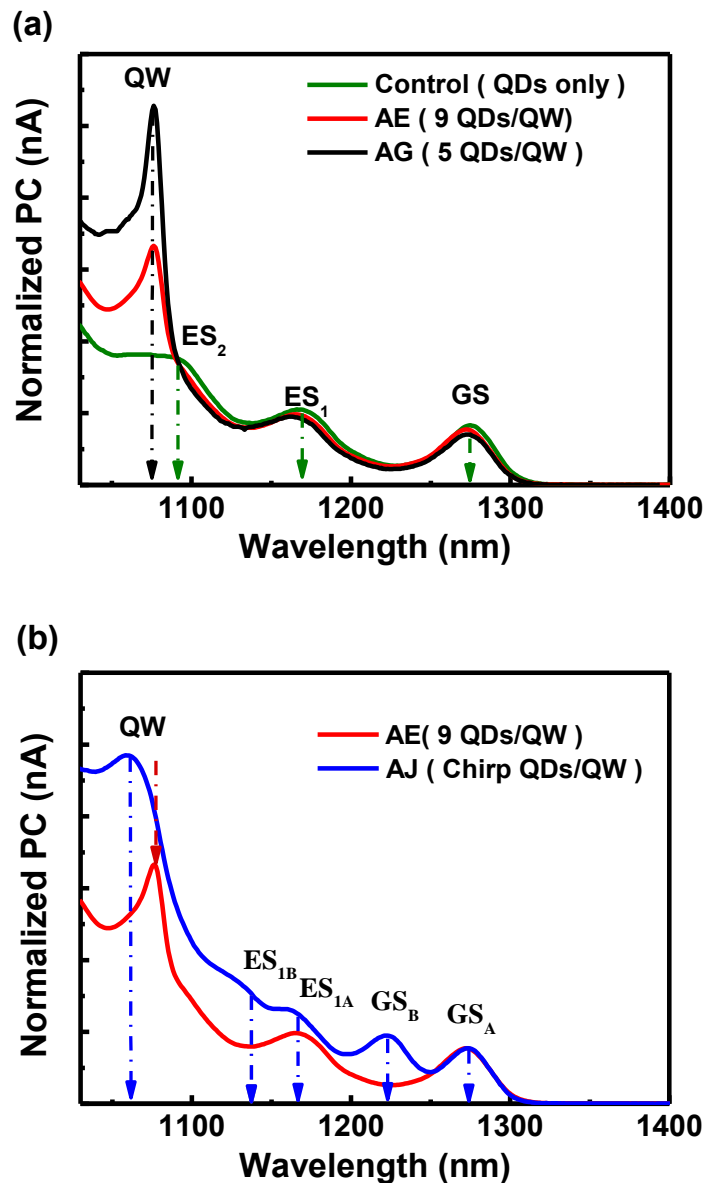 (a)
QW
Control ( QDs only )
AE ( 9 QDs/QW)
AG ( 5 QDs/QW )
ES2
ES1
GS
Normalized PC (nA)
1100 1200 1300 1400
Wavelength (nm)
(b)
QW
AE( 9 QDs/QW )
AJ ( Chirp QDs/QW )
ES1B
ES1A
GSB
GSA
Normalized PC (nA)
1100 1200 1300 1400
Wavelength (nm)